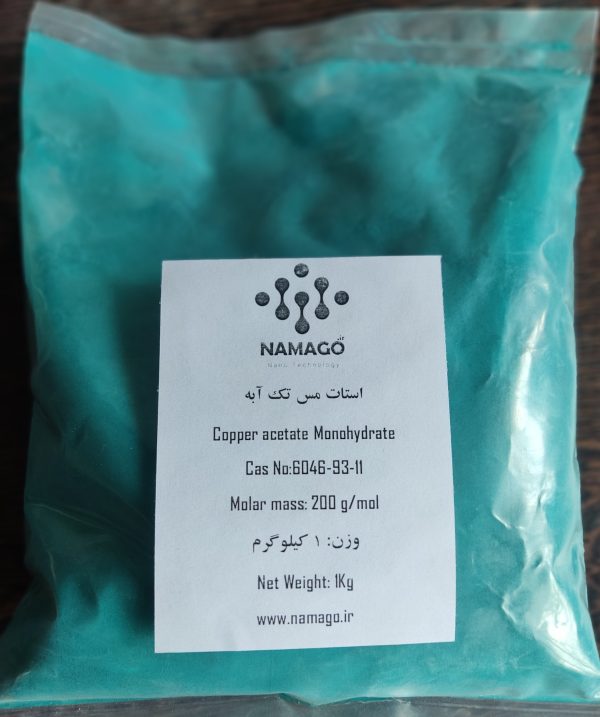 NAMAGO
Nano Technology
استات مس تک آبه
Copper acetate Monohydrate
Cas No:6046-93-11
Molar mass: 200 g/mol
وزن: ۱ کیلوگرم
Net Weight: 1Kg
www.namago.ir